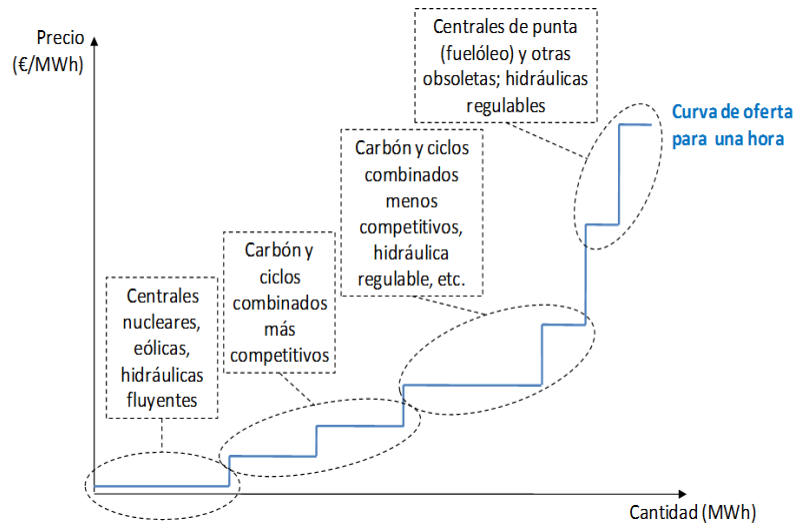 Precio
(€/MWh)
Centrales de punta
(fuelóleo) y otras
obsoletas; hidráulicas
regulables
Curva de oferta
para una hora
Carbón y ciclos
combinados
menos
competitivos,
hidráulica
regulable, etc.
Carbón y
ciclos
combinados
más
competitivos
Centrales
nucleares,
eólicas,
hidráulicas
fluyentes
Cantidad (MWh)